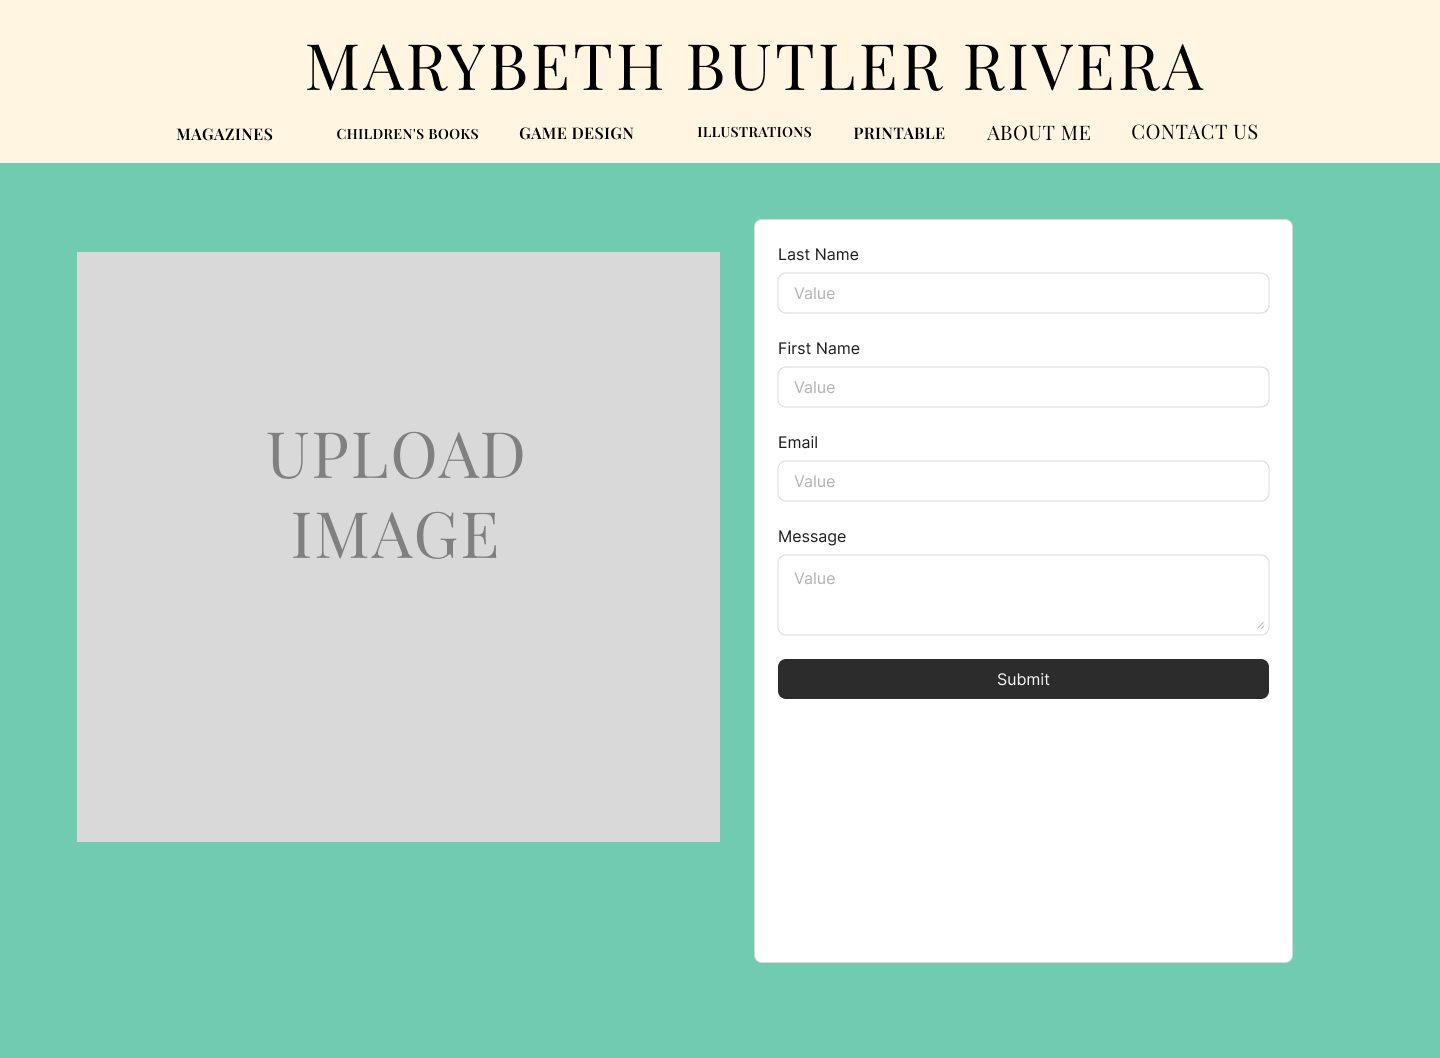 MARYBETH BUTLER RIVERA
MAGAZINES CHILDREN'S BOOKS GAME DESIGN ILLUSTRATIONS PRINTABLE ABOUT ME CONTACT US
UPLOAD
IMAGE
Last Name
Value
First Name
Value
Email
Value
Message
Value
Submit